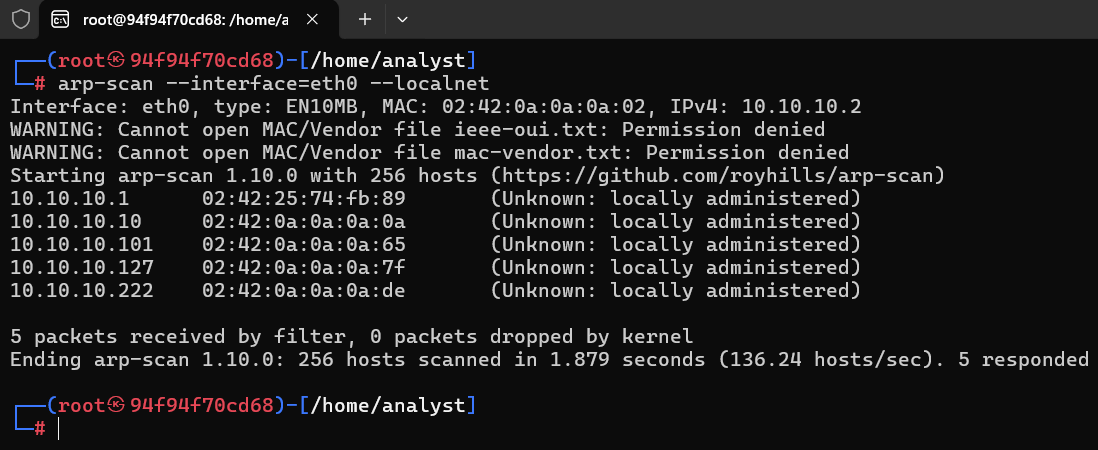 root@94f94f70cd68: /home/a
┌──(root㉿94f94f70cd68)-[/home/analyst]
└─# arp-scan --interface=eth0 --localnet
Interface: eth0, type: EN10MB, MAC: 02:42:0a:0a:0a:02, IPv4: 10.10.10.2
WARNING: Cannot open MAC/Vendor file ieee-oui.txt: Permission denied
WARNING: Cannot open MAC/Vendor file mac-vendor.txt: Permission denied
Starting arp-scan 1.10.0 with 256 hosts (https://github.com/royhills/arp-scan)
10.10.10.1      02:42:25:74:fb:89       (Unknown: locally administered)
10.10.10.10     02:42:0a:0a:0a:0a       (Unknown: locally administered)
10.10.10.101    02:42:0a:0a:0a:65       (Unknown: locally administered)
10.10.10.127    02:42:0a:0a:0a:7f       (Unknown: locally administered)
10.10.10.222    02:42:0a:0a:0a:de       (Unknown: locally administered)
5 packets received by filter, 0 packets dropped by kernel
Ending arp-scan 1.10.0: 256 hosts scanned in 1.879 seconds (136.24 hosts/sec). 5 responded
┌──(root㉿94f94f70cd68)-[/home/analyst]
└─#